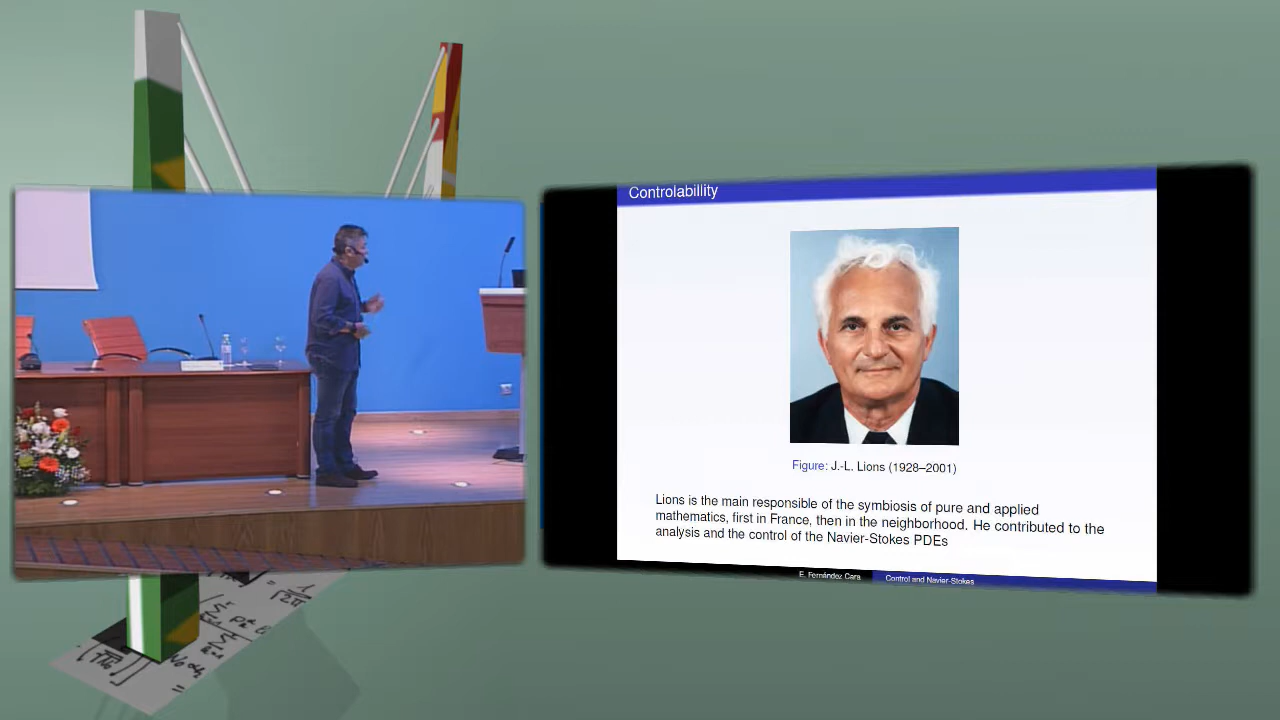 Controlabillity
Figure: J.-L. Lions (1928–2001)
Lions is the main responsible of the symbiosis of pure and applied
mathematics, first in France, then in the neighborhood. He contributed to the
analysis and the control of the Navier-Stokes PDEs
E. Fernández Cara
Control and Navier-Stokes